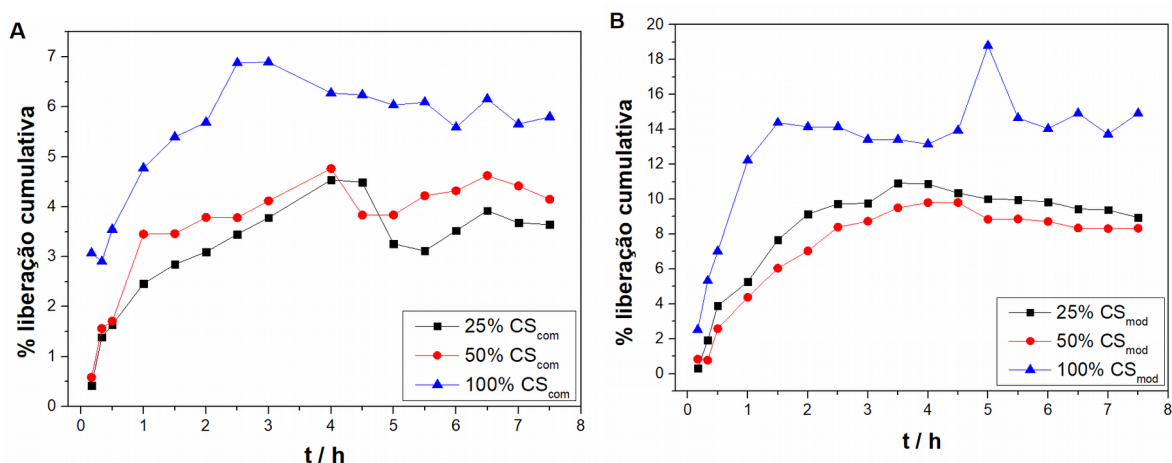 A
% liberação cumulativa
7
6
5
4
3
2
1
0
0 1 2 3 4 5 6 7 8
t / h
25% CScom
50% CScom
100% CScom
B
% liberação cumulativa
20
18
16
14
12
10
8
6
4
2
0
0 1 2 3 4 5 6 7 8
t / h
25% CSmod
50% CSmod
100% CSmod